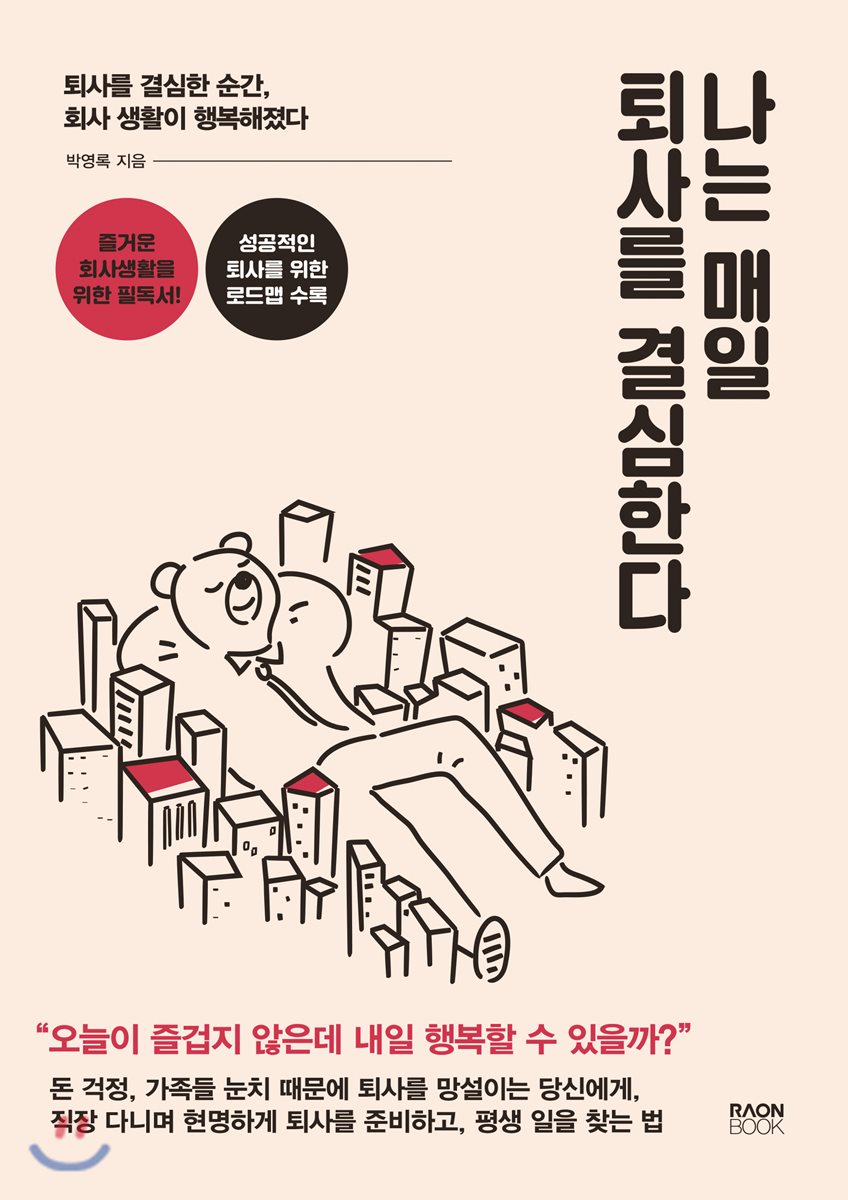 퇴사를 결심한 순간,
회사 생활이 행복해졌다
박영록 지음
나는 매일
퇴사를 결심한다
즐거운
회사생활을
위한 필독서!
성공적인
퇴사를 위한
로드맵 수록
“오늘이 즐겁지 않은데 내일 행복할 수 있을까?”
돈 걱정, 가족들 눈치 때문에 퇴사를 망설이는 당신에게,
직장 다니며 현명하게 퇴사를 준비하고, 평생 일을 찾는 법
RAON
BOOK